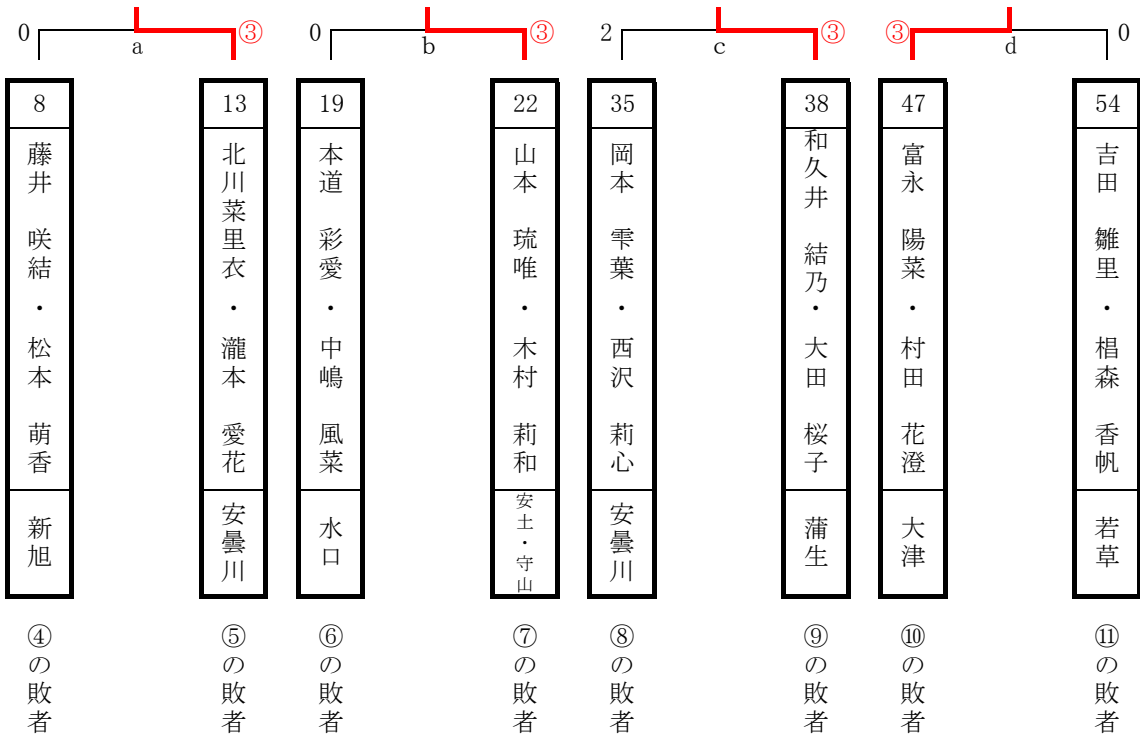 0 a ③
0 b ③
2 c ③
③ d 0
8
藤井 咲結・松本 萌香
新旭
④の敗者
13
北川菜里衣・瀧本 愛花
安曇川
⑤の敗者
19
本道 彩愛・中嶋 風菜
水口
⑥の敗者
22
山本 琉唯・木村 莉和
安土・守山
⑦の敗者
35
岡本 雫葉・西沢 莉心
安曇川
⑧の敗者
38
和久井 結乃・大田 桜子
蒲生
⑨の敗者
47
富永 陽菜・村田 花澄
大津
⑩の敗者
54
吉田 雛里・椙森 香帆
若草
⑪の敗者